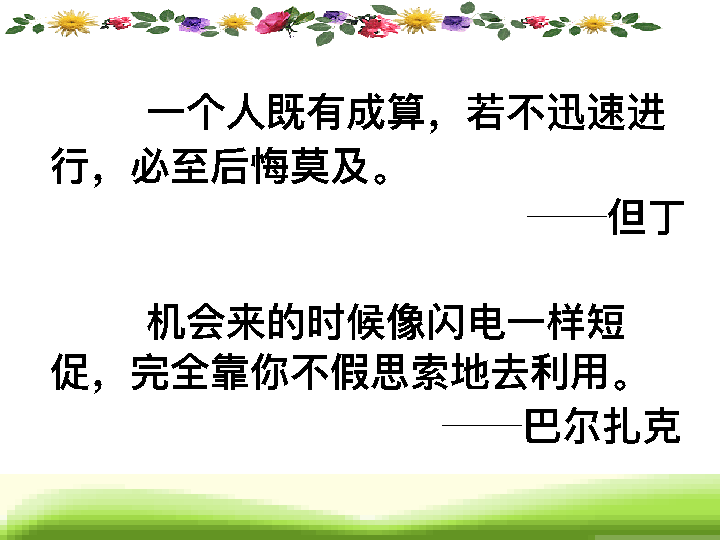 一个人既有成算，若不迅速进
行，必至后悔莫及。
——但丁
机会来的时候像闪电一样短
促，完全靠你不假思索地去利用。
——巴尔扎克